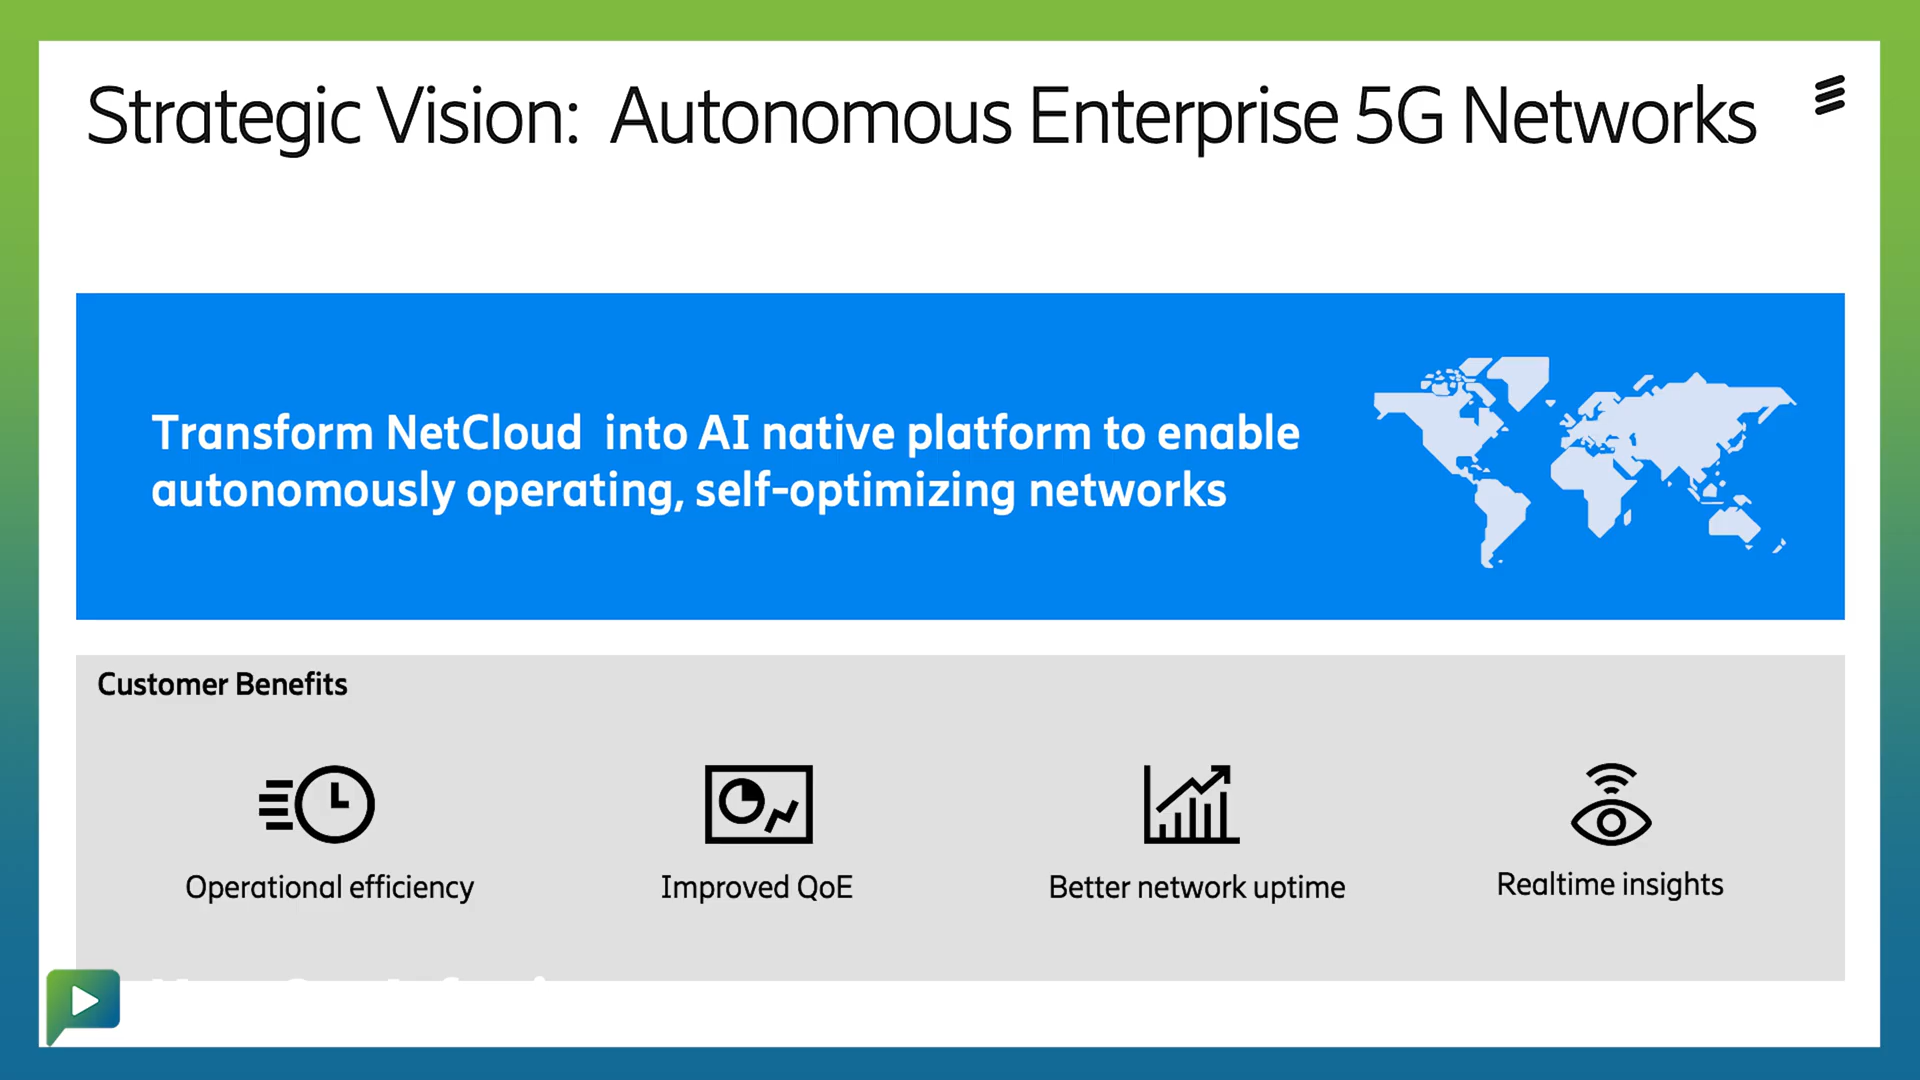 Strategic Vision:  Autonomous Enterprise 5G Networks
Transform NetCloud  into AI native platform to enable
autonomously operating, self-optimizing networks
Customer Benefits
Operational efficiency
Improved QoE
Better network uptime
Realtime insights